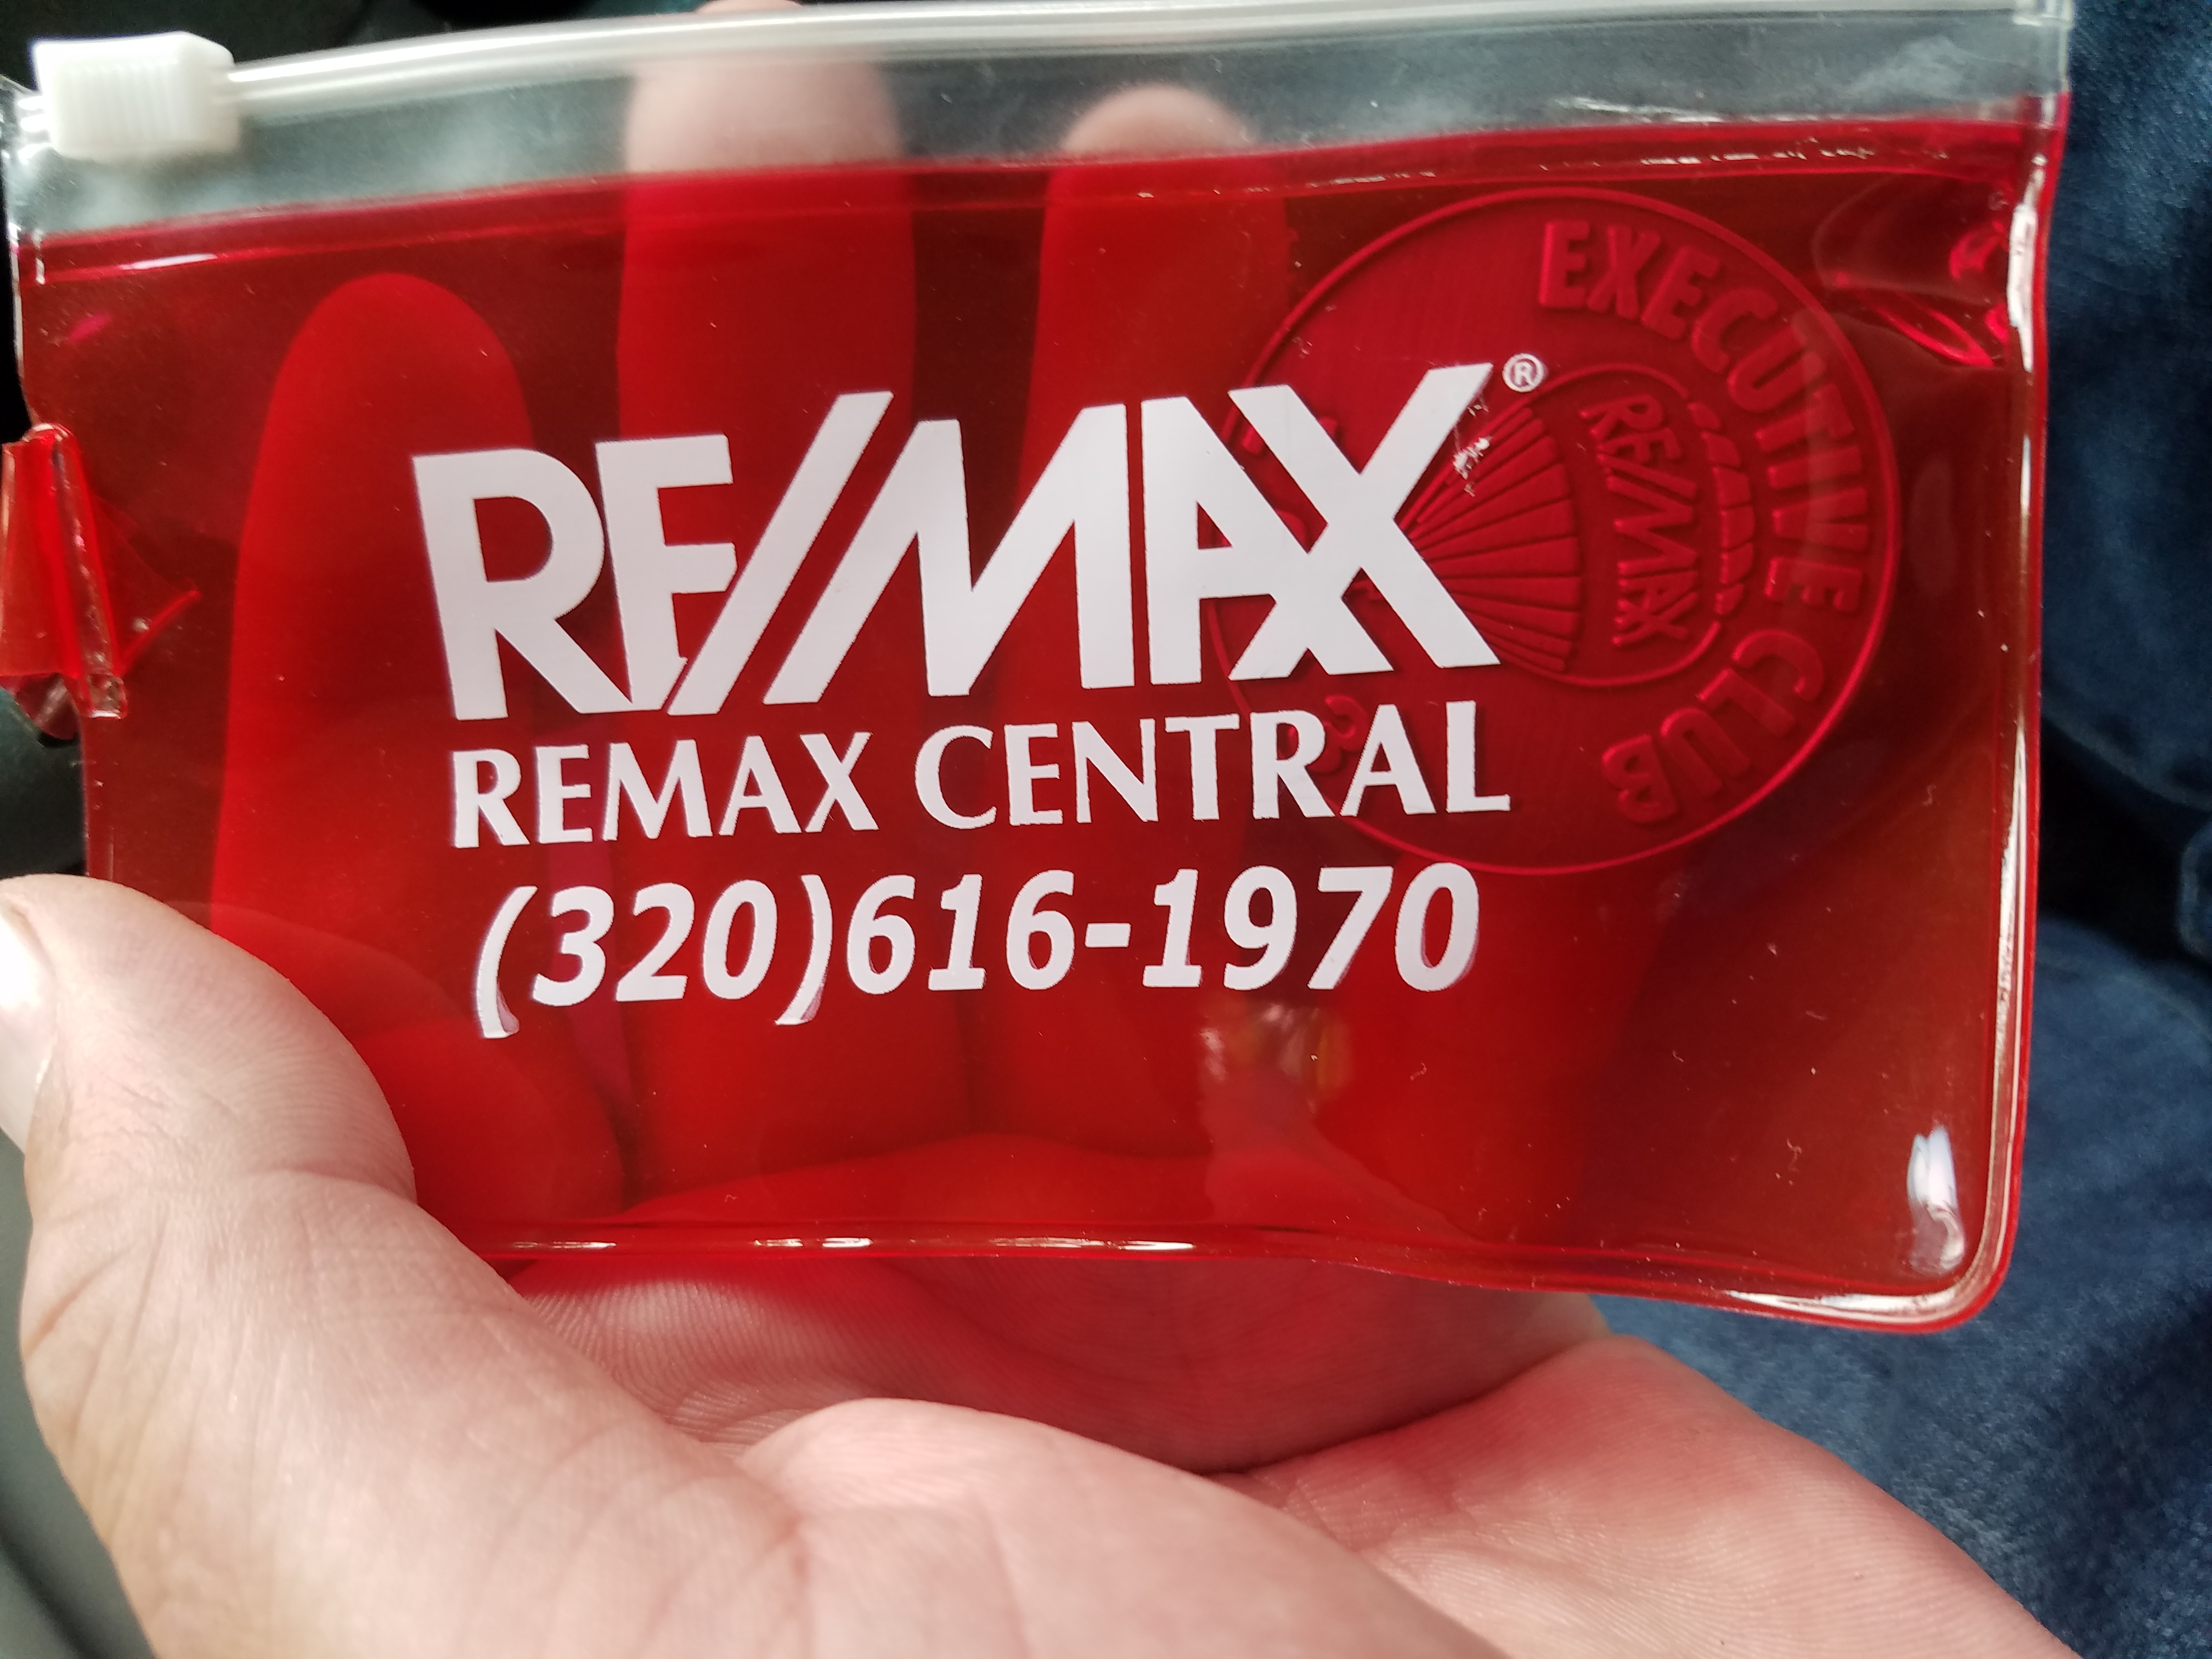 RE/MAX®
REMAX CENTRAL
(320)616-1970
EXECUTIVE CLUB
RE/MAX